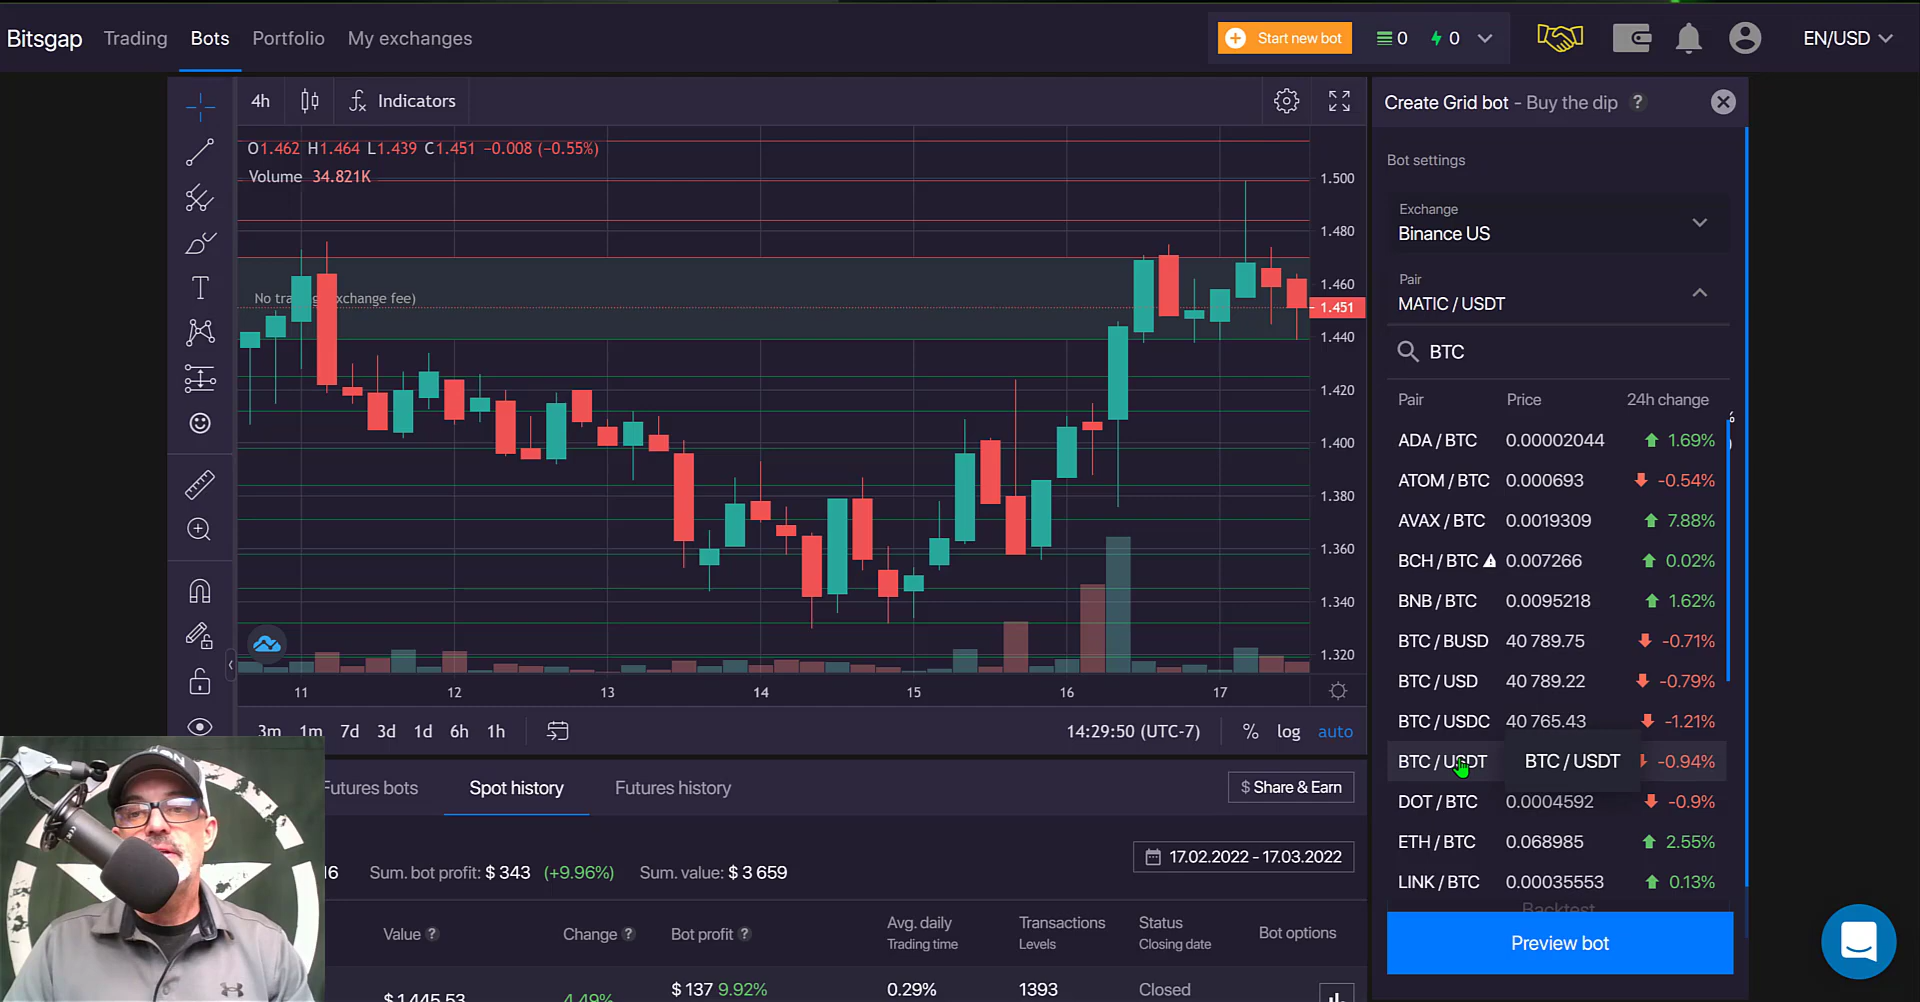 Bitsgap Trading Bots Portfolio My exchanges Start new bot 0 0 EN/USD
4h Indicators
Create Grid bot - Buy the dip ?
O1.462 H1.464 L1.439 C1.451 −0.008 (−0.55%)
Volume 34.821K
No tra xchange fee)
1.500
1.480
1.460
1.451
1.440
1.420
1.400
1.380
1.360
1.340
1.320
11 12 13 14 15 16 17
3m 1m 7d 3d 1d 6h 1h 14:29:50 (UTC-7) % log auto
Bot settings
Exchange
Binance US
Pair
MATIC / USDT
BTC
Pair Price 24h change
ADA / BTC 0.00002044 1.69%
ATOM / BTC 0.000693 -0.54%
AVAX / BTC 0.0019309 7.88%
BCH / BTC 0.007266 0.02%
BNB / BTC 0.0095218 1.62%
BTC / BUSD 40 789.75 -0.71%
BTC / USD 40 789.22 -0.79%
BTC / USDC 40 765.43 -1.21%
BTC / USDT BTC / USDT -0.94%
DOT / BTC 0.0004592 -0.9%
ETH / BTC 0.068985 2.55%
LINK / BTC 0.00035553 0.13%
Backtest
Preview bot
Futures bots Spot history Futures history $ Share & Earn
16 Sum. bot profit: $ 343 (+9.96%) Sum. value: $ 3 659 17.02.2022 - 17.03.2022
Value ? Change ? Bot profit ? Avg. daily Transactions Status Bot options
Trading time Levels Closing date
$ 1,445.53 4.49% $ 137 9.92% 0.29% 1393 Closed